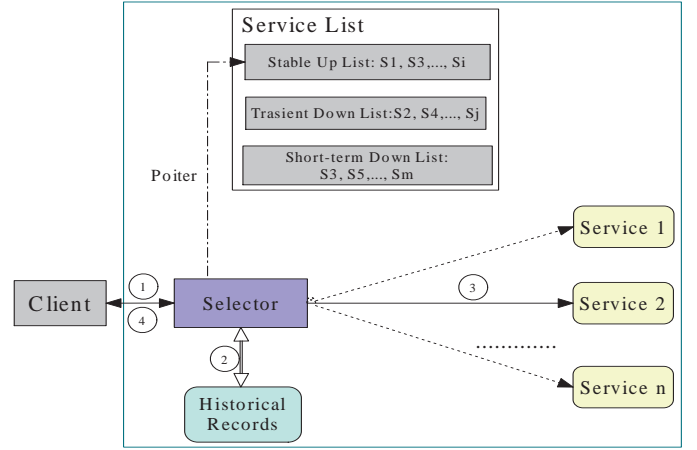 Service List
Stable Up List: S1, S3,..., Si
Trasient Down List:S2, S4,..., Sj
Short-term Down List:
S3, S5,..., Sm
Poiter
Service 1
1
3
Client
Selector
Service 2
4
2
............
Historical
Records
Service n